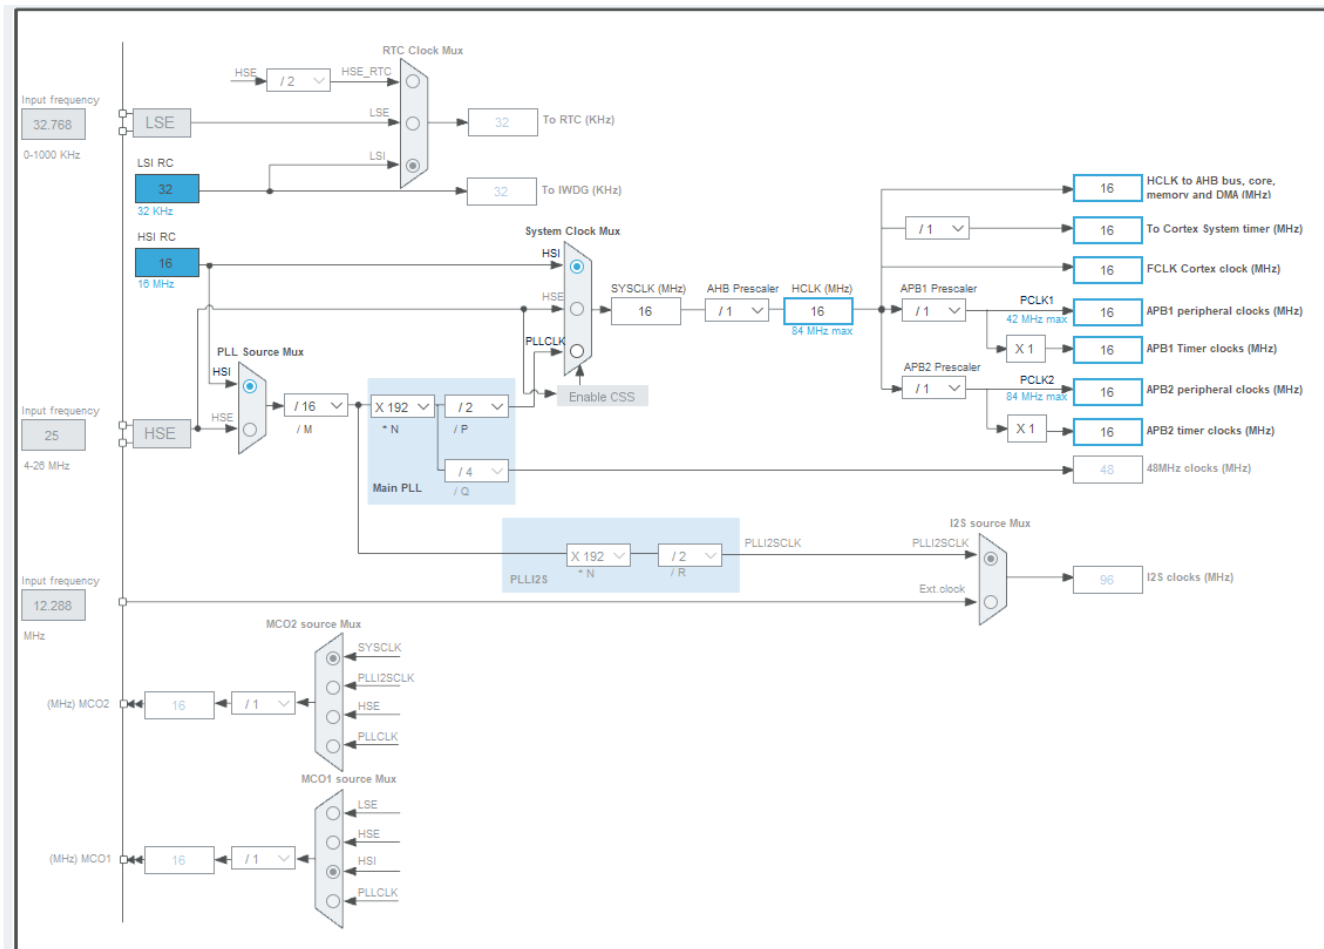 RTC Clock Mux
HSE
/ 2
HSE_RTC
Input frequency
32.768
0-1000 KHz
LSE
LSE
32
To RTC (KHz)
LSI RC
32
32 KHz
LSI
32
To IWDG (KHz)
HSI RC
16
16 MHz
System Clock Mux
HSI
HSE
PLLCLK
SYSCLK (MHz)
16
AHB Prescaler
/ 1
HCLK (MHz)
16
84 MHz max
16
HCLK to AHB bus, core,
memory and DMA (MHz)
/ 1
16
To Cortex System timer (MHz)
16
FCLK Cortex clock (MHz)
APB1 Prescaler
/ 1
PCLK1
42 MHz max
16
APB1 peripheral clocks (MHz)
X 1
16
APB1 Timer clocks (MHz)
APB2 Prescaler
/ 1
PCLK2
84 MHz max
16
APB2 peripheral clocks (MHz)
X 1
16
APB2 timer clocks (MHz)
48
48MHz clocks (MHz)
Enable CSS
PLL Source Mux
HSI
HSE
Input frequency
25
4-26 MHz
HSE
/ 16
/ M
X 192
* N
/ 2
/ P
/ 4
/ Q
Main PLL
X 192
* N
/ 2
/ R
PLLI2S
PLLI2SCLK
I2S source Mux
PLLI2SCLK
Ext.clock
96
I2S clocks (MHz)
Input frequency
12.288
MHz
MCO2 source Mux
SYSCLK
PLLI2SCLK
HSE
PLLCLK
(MHz) MCO2
16
/ 1
MCO1 source Mux
LSE
HSE
HSI
PLLCLK
(MHz) MCO1
16
/ 1